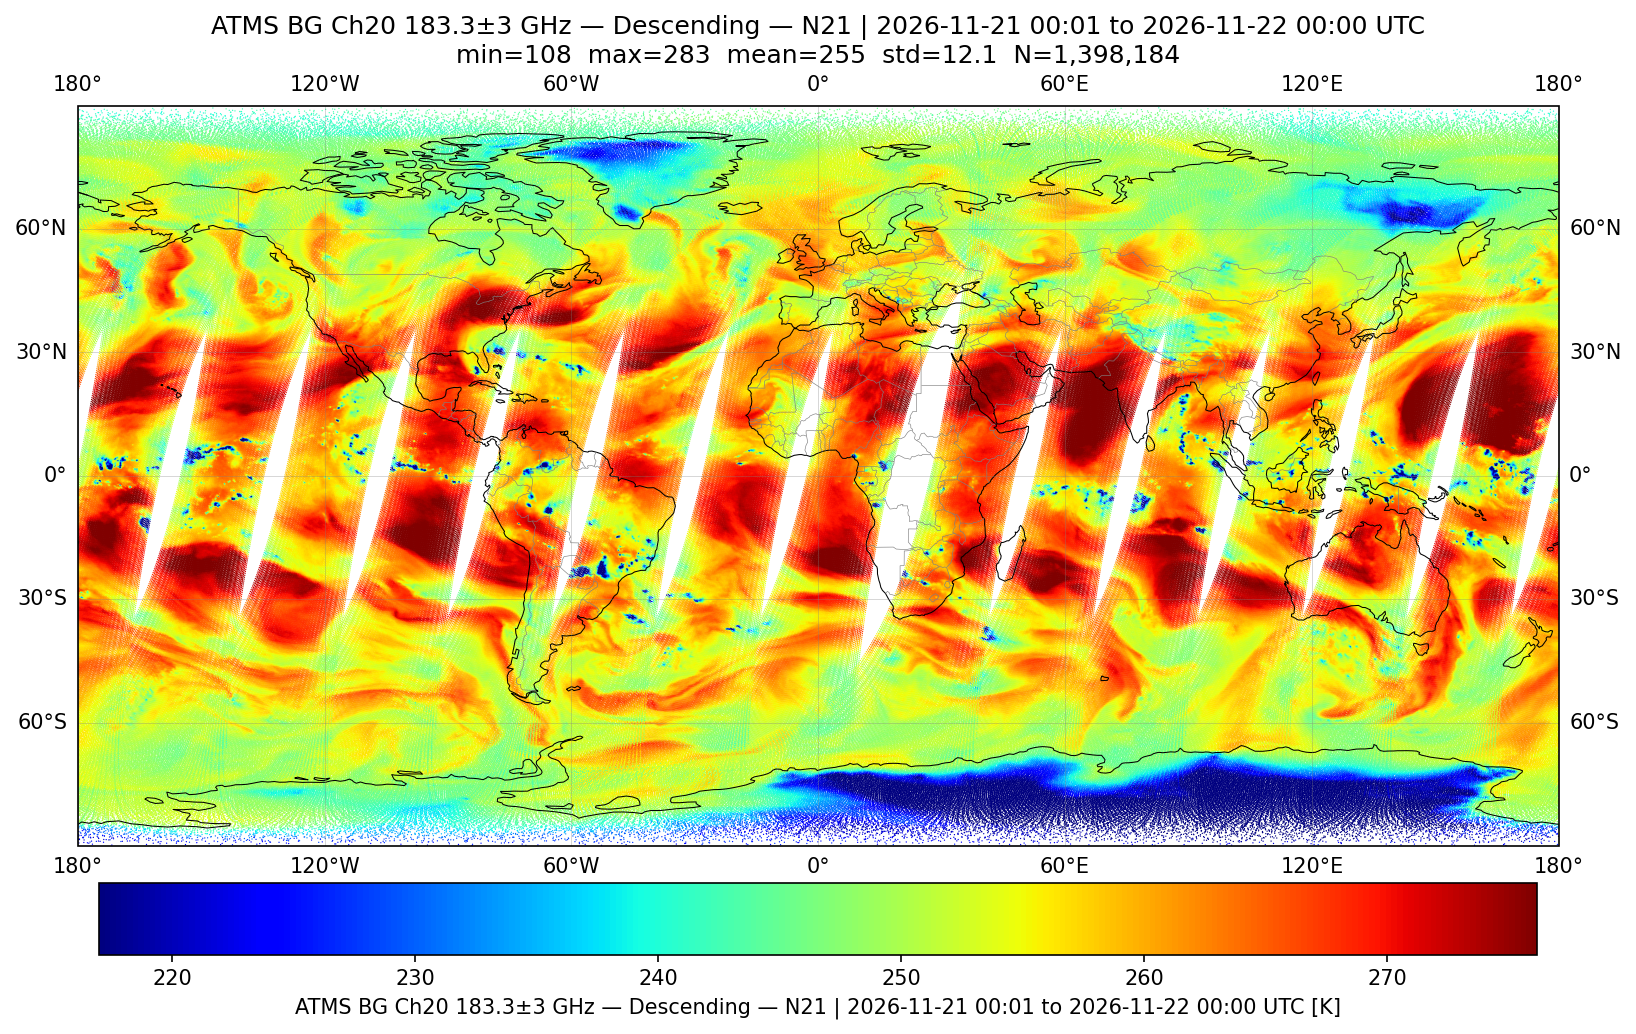 ATMS BG Ch20 183.3±3 GHz — Descending — N21 | 2026-11-21 00:01 to 2026-11-22 00:00 UTC
min=108 max=283 mean=255 std=12.1 N=1,398,184
180° 120°W 60°W 0° 60°E 120°E 180°
60°N 60°N
30°N 30°N
0° 0°
30°S 30°S
60°S 60°S
180° 120°W 60°W 0° 60°E 120°E 180°
220 230 240 250 260 270
ATMS BG Ch20 183.3±3 GHz — Descending — N21 | 2026-11-21 00:01 to 2026-11-22 00:00 UTC [K]